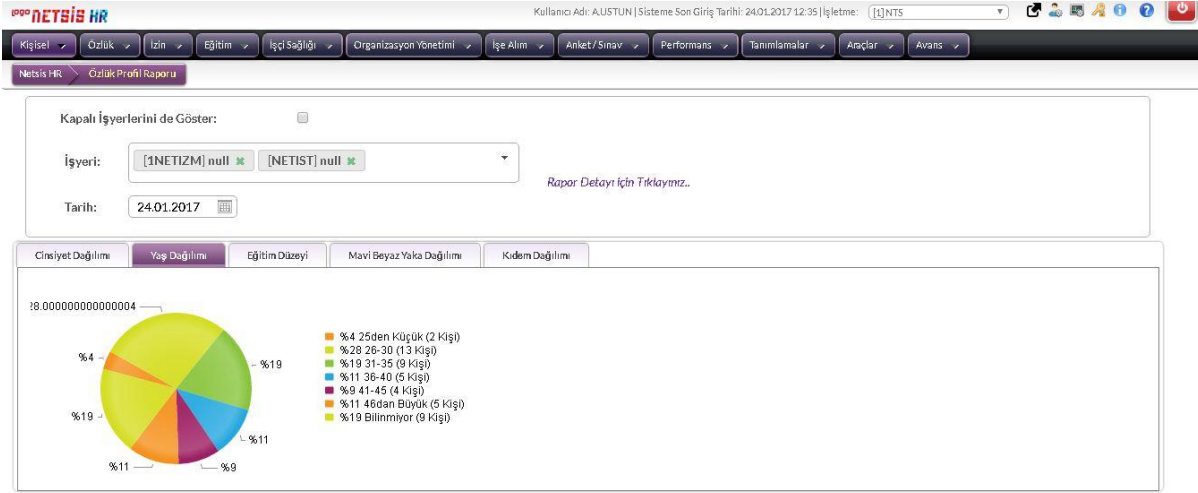 logo NETSİS HR
Kullanıcı Adı: A.USTUN | Sisteme Son Giriş Tarihi: 24.01.2017 12:35 | İşletme: [1] NTS
Kişisel Özlük İzin Eğitim İşçi Sağlığı Organizasyon Yönetimi İşe Alım Anket / Sınav Performans Tanımlamalar Araçlar Avans
Netsis HR Özlük Profil Raporu
Kapalı İşyerlerini de Göster:
İşyeri: [1NETIZM] null [NETIST] null
Rapor Detayı İçin Tıklayınız..
Tarih: 24.01.2017
Cinsiyet Dağılımı Yaş Dağılımı Eğitim Düzeyi Mavi Beyaz Yaka Dağılımı Kıdem Dağılımı
28.000000000000004
%4
%19
%19
%11
%11
%9
%4 25den Küçük (2 Kişi)
%28 26-30 (13 Kişi)
%19 31-35 (9 Kişi)
%11 36-40 (5 Kişi)
%9 41-45 (4 Kişi)
%11 46dan Büyük (5 Kişi)
%19 Bilinmiyor (9 Kişi)